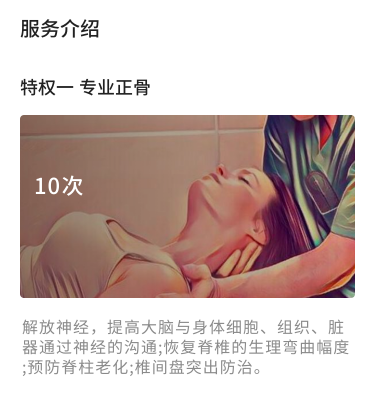 服务介绍
特权一 专业正骨
10次
解放神经，提高大脑与身体细胞、组织、脏
器通过神经的沟通;恢复脊椎的生理弯曲幅度
;预防脊柱老化;椎间盘突出防治。